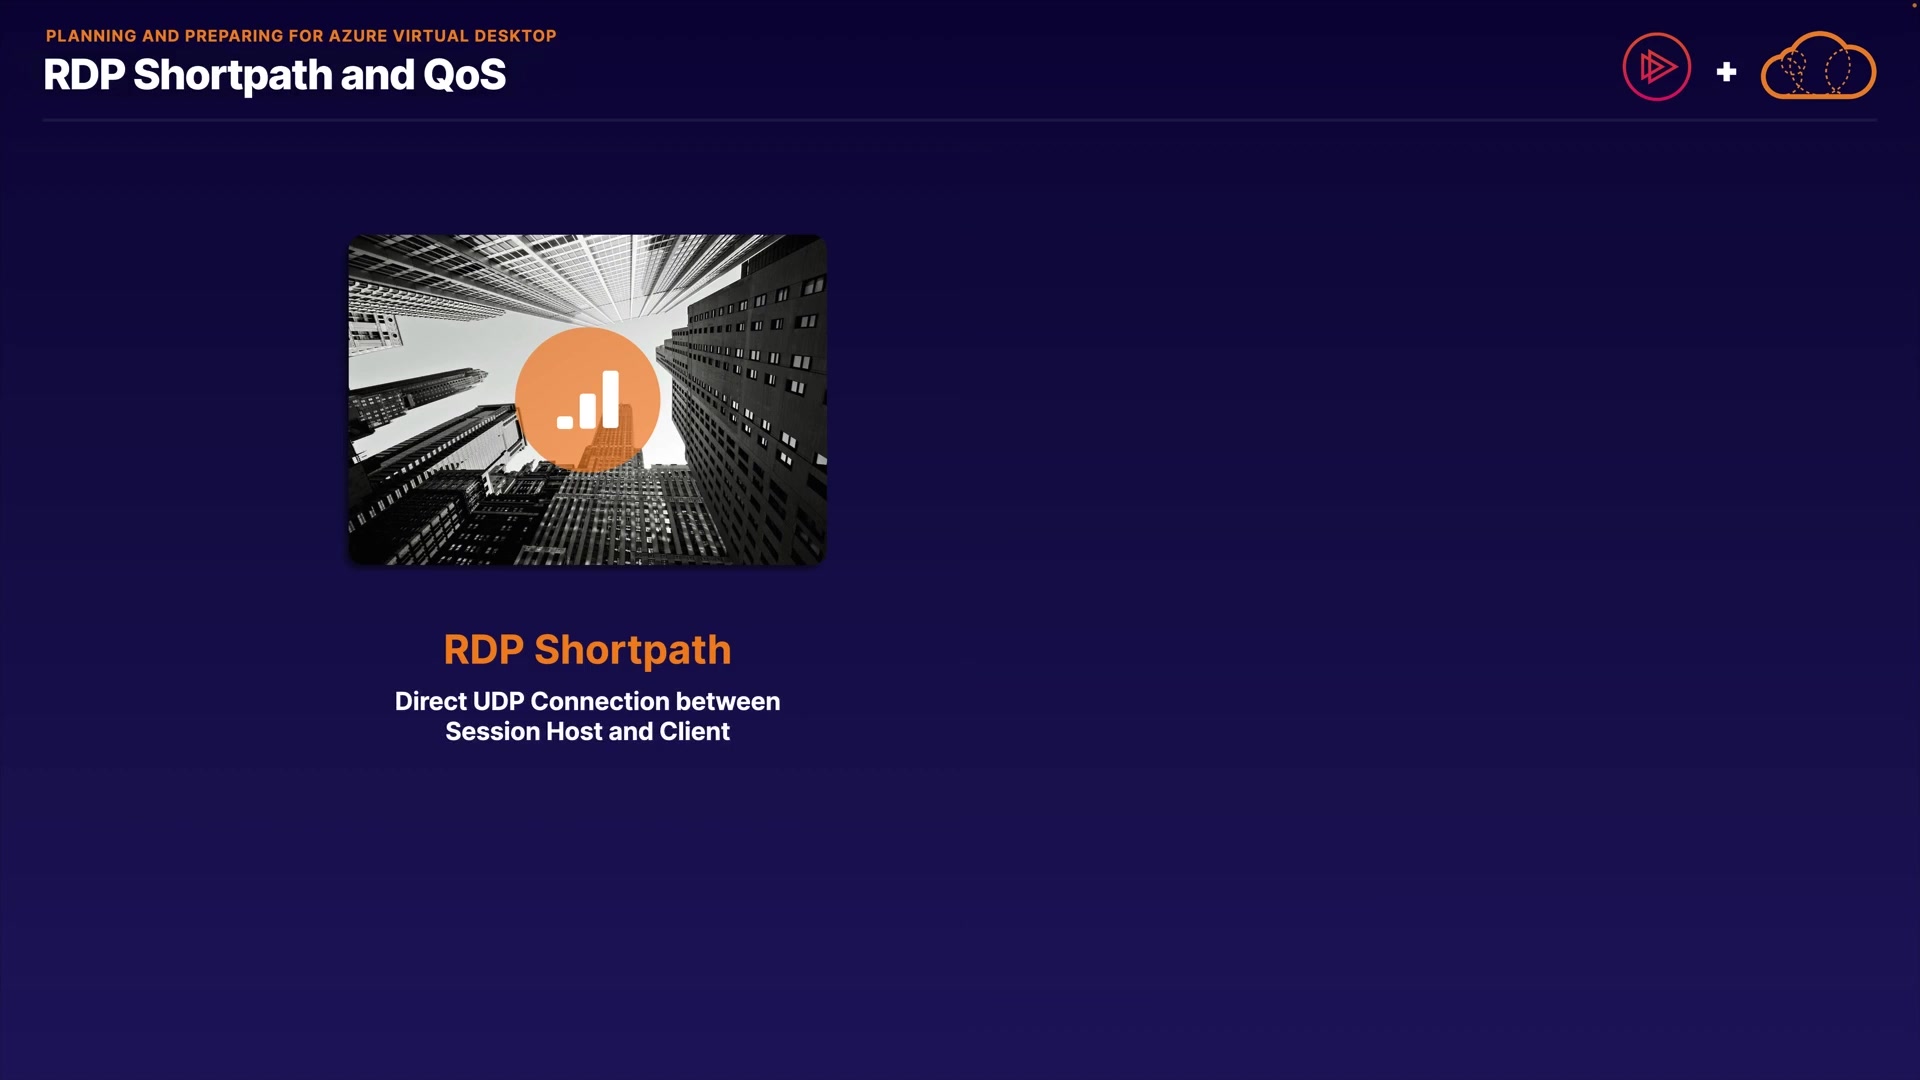 PLANNING AND PREPARING FOR AZURE VIRTUAL DESKTOP
RDP Shortpath and QoS
RDP Shortpath
Direct UDP Connection between
Session Host and Client